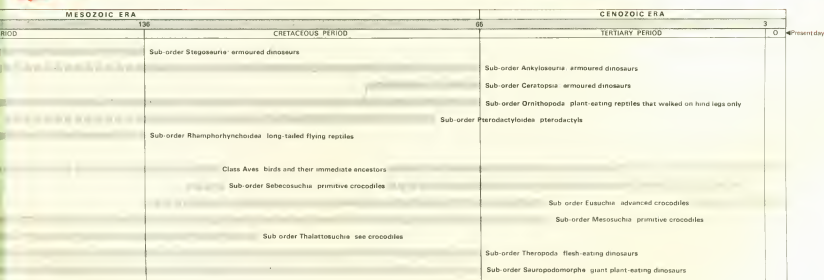 MESOZOIC ERA CENOZOIC ERA
136 65 3
RIOD CRETACEOUS PERIOD TERTIARY PERIOD Q ◀Present day
Sub-order Stegosauria armoured dinosaurs
Sub-order Ankylosauria armoured dinosaurs
Sub-order Ceratopsia armoured dinosaurs
Sub-order Ornithopoda plant-eating reptiles that walked on hind legs only
Sub-order Pterodactyloidea pterodactyls
Sub-order Rhamphorhynchoidea long-tailed flying reptiles
Class Aves birds and their immediate ancestors
Sub-order Sebecosuchia primitive crocodiles
Sub order Eusuchia advanced crocodiles
Sub-order Mesosuchia primitive crocodiles
Sub order Thalattosuchia see crocodiles
Sub-order Theropoda flesh-eating dinosaurs
Sub-order Sauropodomorpha giant plant-eating dinosaurs